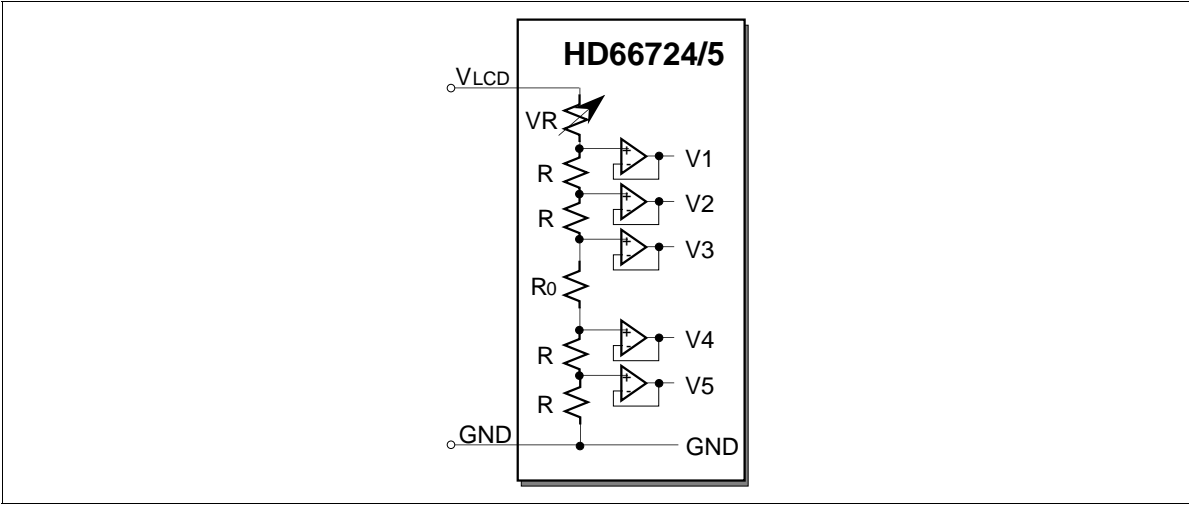 HD66724/5
VLCD
VR
+
-
V1
R
+
-
V2
R
+
-
V3
R0
+
-
V4
R
+
-
V5
R
GND
GND